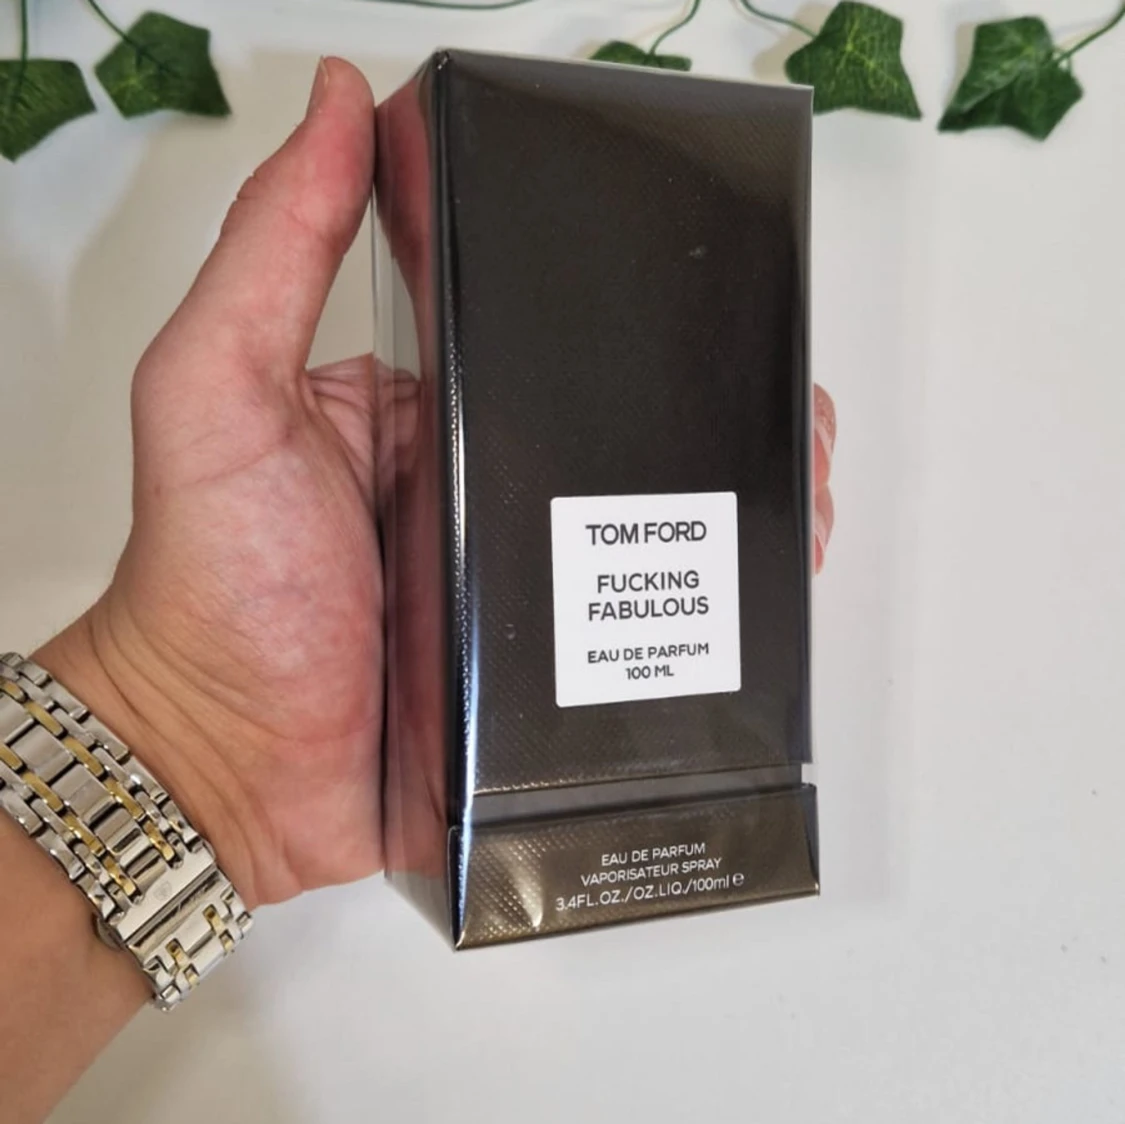 TOM FORD
FUCKING
FABULOUS
EAU DE PARFUM
100 ML
EAU DE PARFUM
VAPORISATEUR SPRAY
3.4FL.OZ./OZ.LIQ./100ml ℮